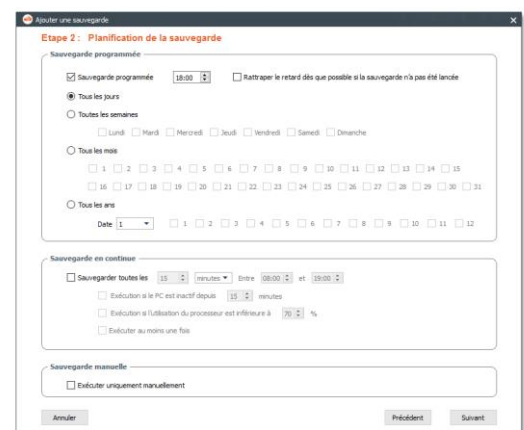 Ajouter une sauvegarde
Etape 2 : Planification de la sauvegarde
Sauvegarde programmée
Sauvegarde programmée 18:00 Rattraper le retard dès que possible si la sauvegarde n'a pas été lancée
Tous les jours
Toutes les semaines
Lundi Mardi Mercredi Jeudi Vendredi Samedi Dimanche
Tous les mois
1 2 3 4 5 6 7 8 9 10 11 12 13 14 15
16 17 18 19 20 21 22 23 24 25 26 27 28 29 30 31
Tous les ans
Date 1 1 2 3 4 5 6 7 8 9 10 11 12
Sauvegarde en continue
Sauvegarder toutes les 15 minutes Entre 08:00 et 19:00
Exécution si le PC est inactif depuis 15 minutes
Exécution si l'utilisation du processeur est inférieure à 70 %
Exécuter au moins une fois
Sauvegarde manuelle
Exécuter uniquement manuellement
Annuler Précédent Suivant